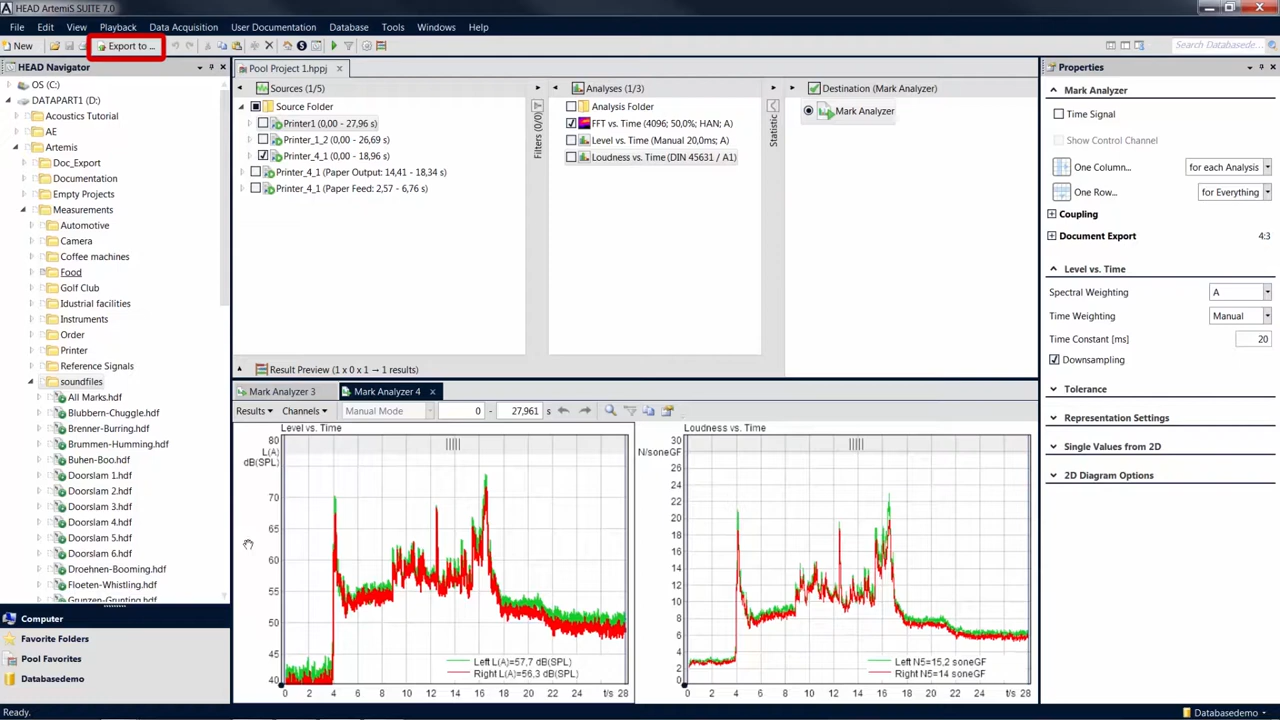 HEAD ArtemiS SUITE 7.0
File Edit View Playback Data Acquisition User Documentation Database Tools Windows Help
New Export to ... Search Databasede...
HEAD Navigator
OS (C:)
DATAPART1 (D:)
Acoustics Tutorial
AE
Artemis
Doc_Export
Documentation
Empty Projects
Measurements
Automotive
Camera
Coffee machines
Food
Golf Club
Idustrial facilities
Instruments
Order
Printer
Reference Signals
soundfiles
All Marks.hdf
Blubbern-Chuggle.hdf
Brenner-Burring.hdf
Brummen-Humming.hdf
Buhen-Boo.hdf
Doorslam 1.hdf
Doorslam 2.hdf
Doorslam 3.hdf
Doorslam 4.hdf
Doorslam 5.hdf
Doorslam 6.hdf
Droehnen-Booming.hdf
Floeten-Whistling.hdf
Grunzen-Grunting.hdf
Computer
Favorite Folders
Pool Favorites
Databasedemo
Pool Project 1.hppj
Sources (1/5)
Source Folder
Printer1 (0,00 - 27,96 s)
Printer_1_2 (0,00 - 26,69 s)
Printer_4_1 (0,00 - 18,96 s)
Printer_4_1 (Paper Output: 14,41 - 18,34 s)
Printer_4_1 (Paper Feed: 2,57 - 6,76 s)
Filters (0/0)
Analyses (1/3)
Analysis Folder
FFT vs. Time (4096; 50,0%; HAN; A)
Level vs. Time (Manual 20,0ms; A)
Loudness vs. Time (DIN 45631 / A1)
Statistic
Destination (Mark Analyzer)
Mark Analyzer
Result Preview (1 x 0 x 1 → 1 results)
Mark Analyzer 3 Mark Analyzer 4
Results Channels Manual Mode 0 - 27,961 s
Level vs. Time
L(A)
dB(SPL)
80
70
65
60
55
50
45
40
0 2 4 6 8 10 12 14 16 18 20 22 24 t/s 28
Left L(A)=57,7 dB(SPL)
Right L(A)=56,3 dB(SPL)
Loudness vs. Time
N/soneGF
30
26
24
22
20
18
16
14
12
10
8
6
4
2
0 2 4 6 8 10 12 14 16 18 20 22 24 t/s 28
Left N5=15,2 soneGF
Right N5=14 soneGF
Properties
Mark Analyzer
Time Signal
Show Control Channel
One Column... for each Analysis
One Row... for Everything
Coupling
Document Export 4:3
Level vs. Time
Spectral Weighting A
Time Weighting Manual
Time Constant [ms] 20
Downsampling
Tolerance
Representation Settings
Single Values from 2D
2D Diagram Options
Ready. Databasedemo